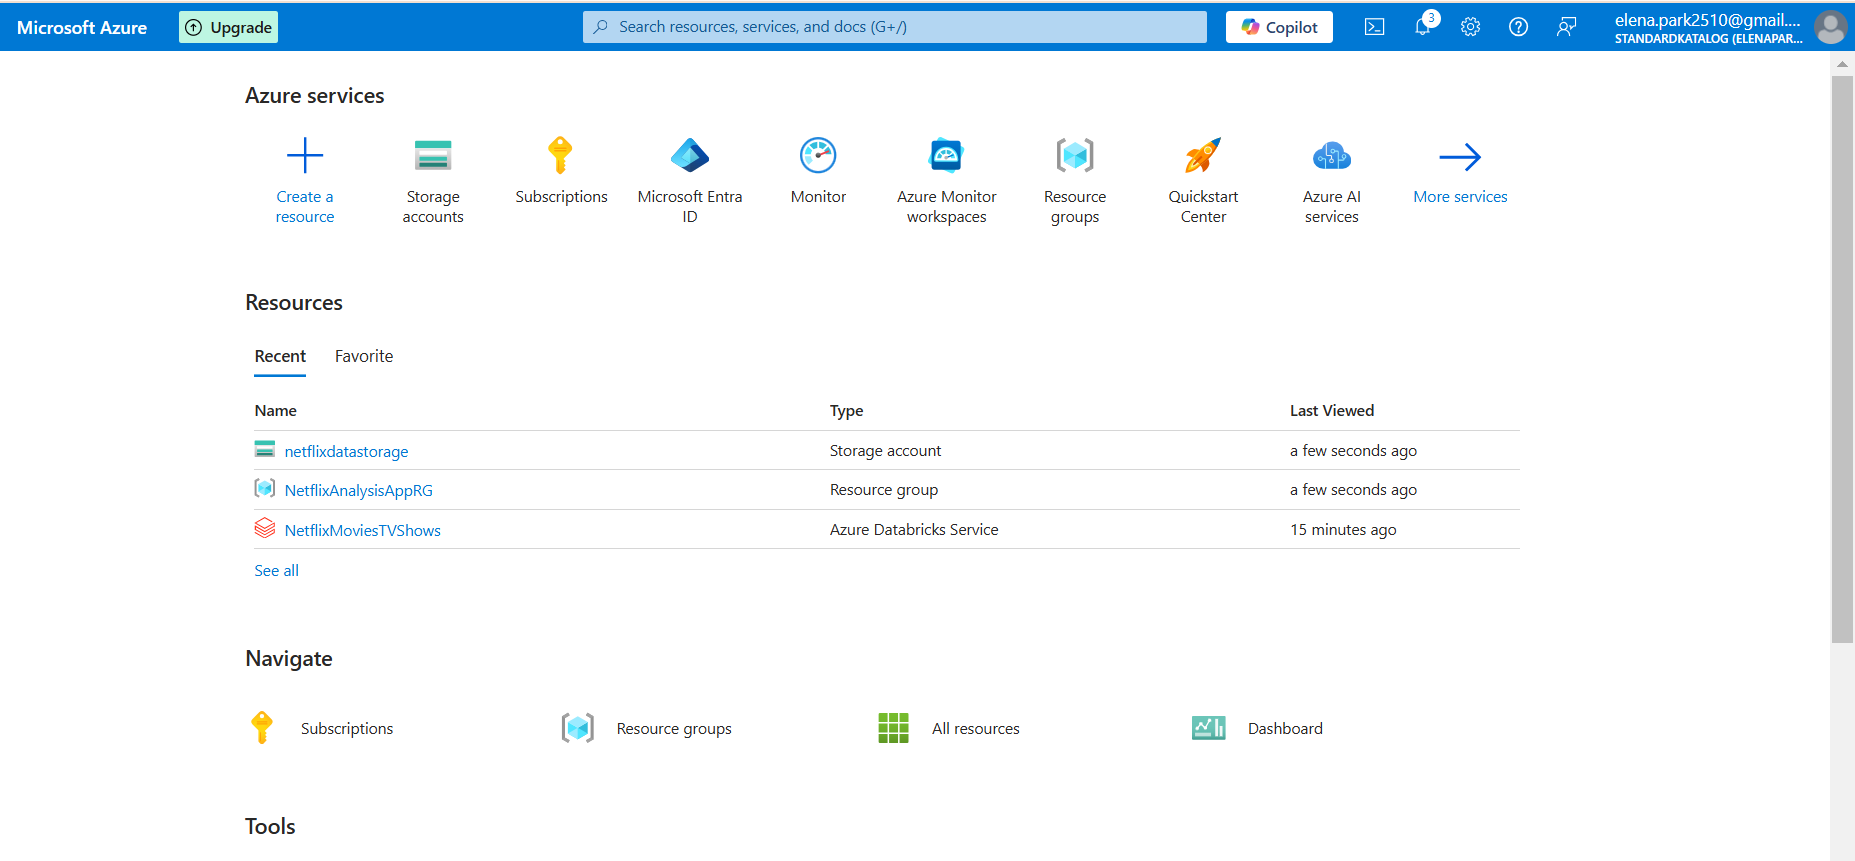 Microsoft Azure
Upgrade
Search resources, services, and docs (G+/)
Copilot
3
elena.park2510@gmail....
STANDARDKATALOG (ELENAPAR...
Azure services
Create a
resource
Storage
accounts
Subscriptions
Microsoft Entra
ID
Monitor
Azure Monitor
workspaces
Resource
groups
Quickstart
Center
Azure AI
services
More services
Resources
Recent Favorite
Name Type Last Viewed
netflixdatastorage Storage account a few seconds ago
NetflixAnalysisAppRG Resource group a few seconds ago
NetflixMoviesTVShows Azure Databricks Service 15 minutes ago
See all
Navigate
Subscriptions Resource groups All resources Dashboard
Tools